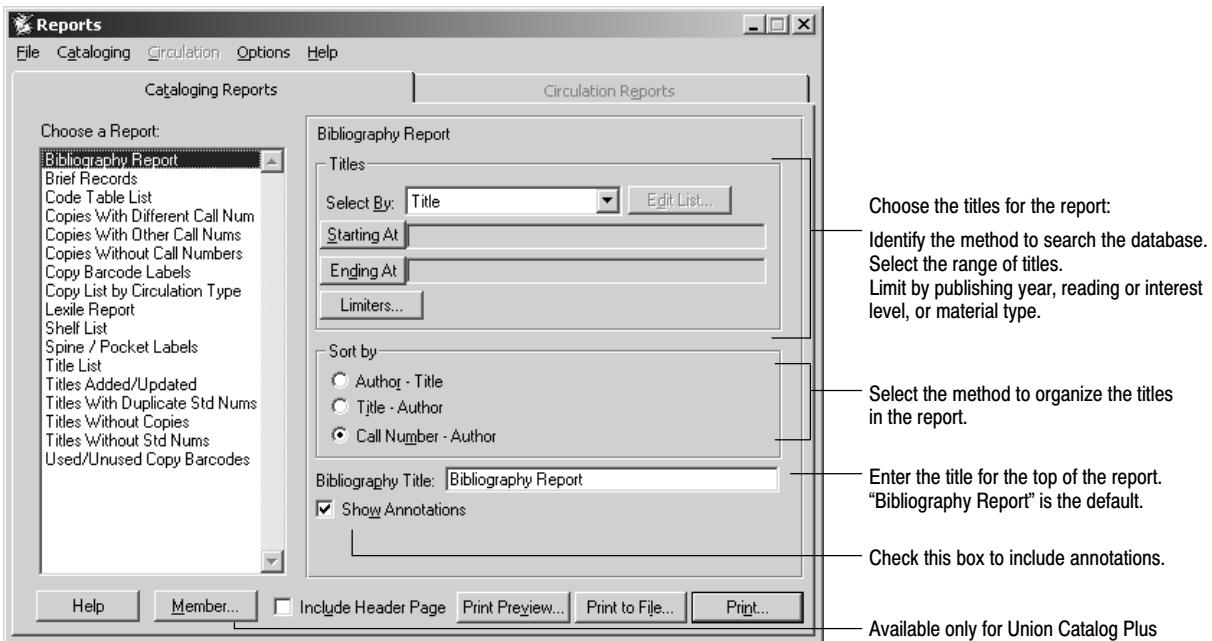 Reports
File Cataloging Circulation Options Help
Cataloging Reports
Circulation Reports
Choose a Report:
Bibliography Report
Brief Records
Code Table List
Copies With Different Call Num
Copies With Other Call Nums
Copies Without Call Numbers
Copy Barcode Labels
Copy List by Circulation Type
Lexile Report
Shelf List
Spine / Pocket Labels
Title List
Titles Added/Updated
Titles With Duplicate Std Nums
Titles Without Copies
Titles Without Std Nums
Used/Unused Copy Barcodes
Bibliography Report
Titles
Select By: Title Edit List...
Starting At
Ending At
Limiters...
Sort by
Author - Title
Title - Author
Call Number - Author
Bibliography Title: Bibliography Report
Show Annotations
Help Member... Include Header Page Print Preview... Print to File... Print...
Choose the titles for the report:
Identify the method to search the database.
Select the range of titles.
Limit by publishing year, reading or interest
level, or material type.
Select the method to organize the titles
in the report.
Enter the title for the top of the report.
“Bibliography Report” is the default.
Check this box to include annotations.
Available only for Union Catalog Plus